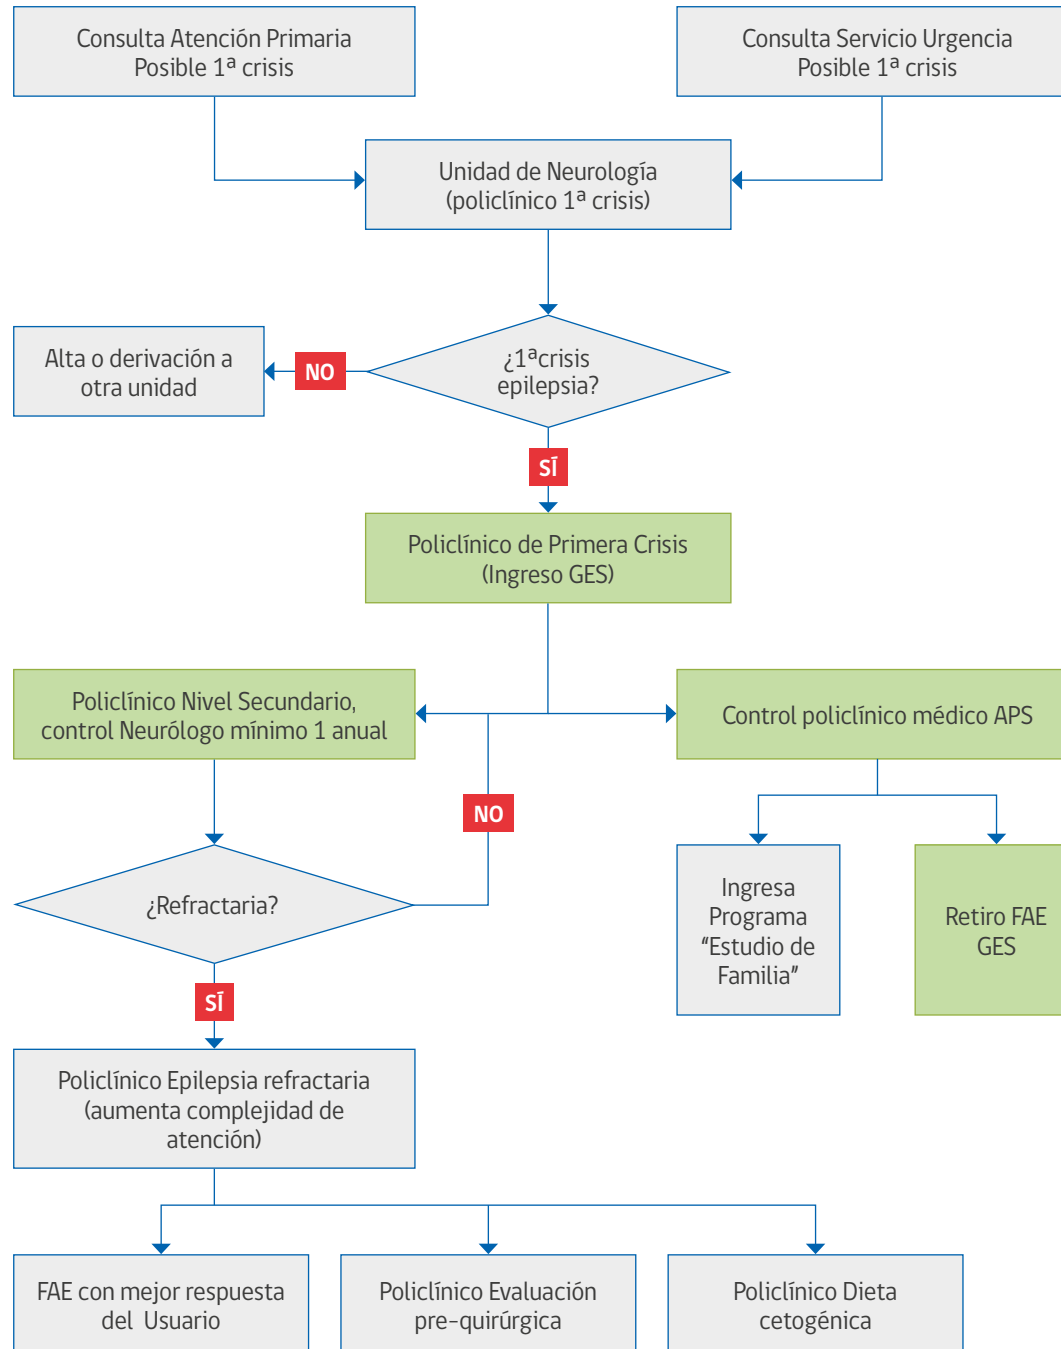 Consulta Atención Primaria
Posible 1ª crisis
Consulta Servicio Urgencia
Posible 1ª crisis
Unidad de Neurología
(policlínico 1ª crisis)
¿1ªcrisis
epilepsia?
NO
Alta o derivación a
otra unidad
SÍ
Policlínico de Primera Crisis
(Ingreso GES)
Policlínico Nivel Secundario,
control Neurólogo mínimo 1 anual
Control policlínico médico APS
NO
¿Refractaria?
Ingresa
Programa
"Estudio de
Familia"
Retiro FAE
GES
SÍ
Policlínico Epilepsia refractaria
(aumenta complejidad de
atención)
FAE con mejor respuesta
del Usuario
Policlínico Evaluación
pre-quirúrgica
Policlínico Dieta
cetogénica